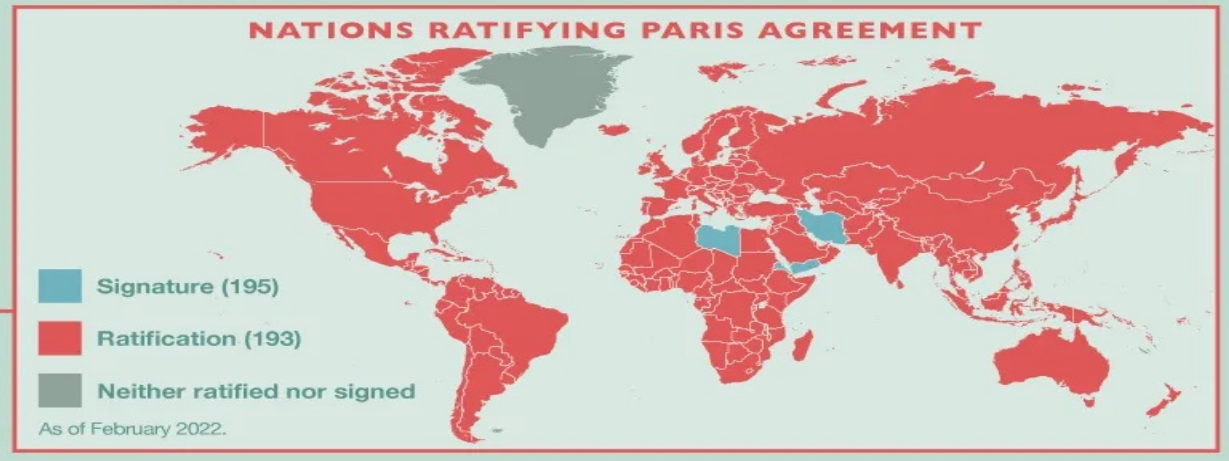 NATIONS RATIFYING PARIS AGREEMENT
Signature (195)
Ratification (193)
Neither ratified nor signed
As of February 2022.